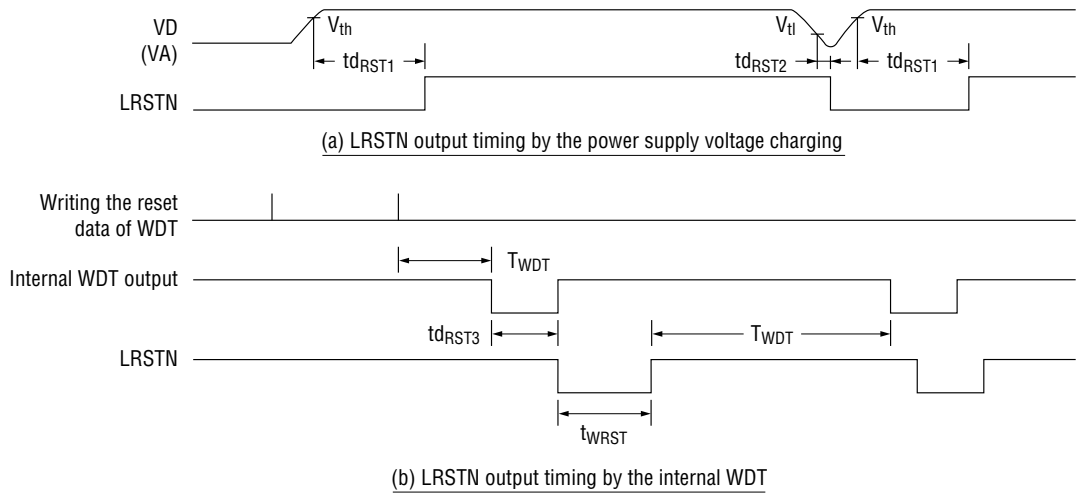 VD
(VA)
Vth
Vtl
Vth
tdRST1
tdRST2
tdRST1
LRSTN
(a) LRSTN output timing by the power supply voltage charging
Writing the reset
data of WDT
TWDT
Internal WDT output
tdRST3
TWDT
LRSTN
tWRST
(b) LRSTN output timing by the internal WDT